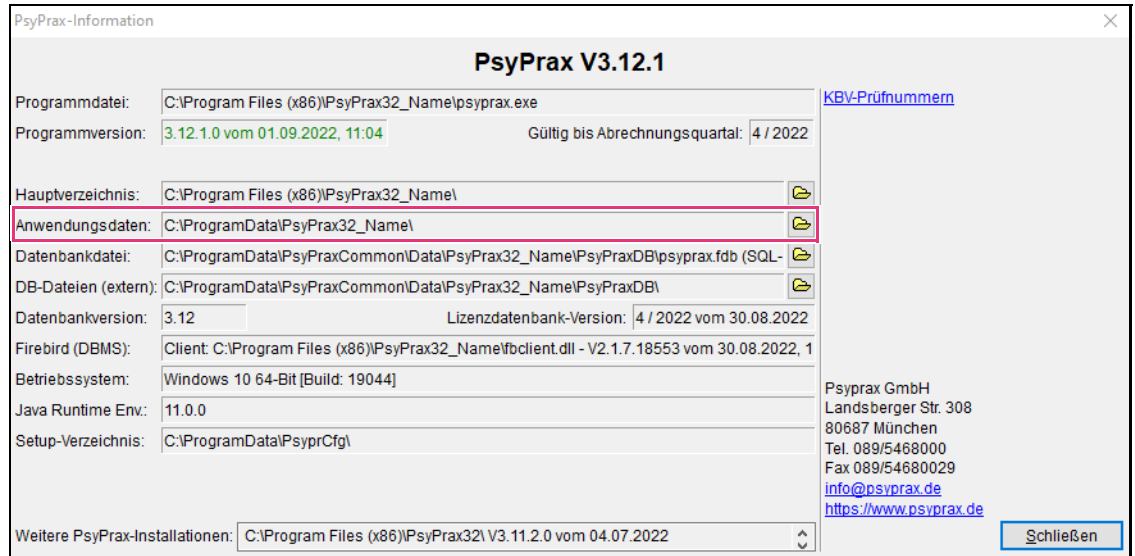 PsyPrax-Information
PsyPrax V3.12.1
Programmdatei: C:\Program Files (x86)\PsyPrax32_Name\psyprax.exe
KBV-Prüfnummern
Programmversion: 3.12.1.0 vom 01.09.2022, 11:04 Gültig bis Abrechnungsquartal: 4 / 2022
Hauptverzeichnis: C:\Program Files (x86)\PsyPrax32_Name\
Anwendungsdaten: C:\ProgramData\PsyPrax32_Name\
Datenbankdatei: C:\ProgramData\PsyPraxCommon\Data\PsyPrax32_Name\PsyPraxDB\psyprax.fdb (SQL-
DB-Dateien (extern): C:\ProgramData\PsyPraxCommon\Data\PsyPrax32_Name\PsyPraxDB\
Datenbankversion: 3.12 Lizenzdatenbank-Version: 4 / 2022 vom 30.08.2022
Firebird (DBMS): Client: C:\Program Files (x86)\PsyPrax32_Name\fbclient.dll - V2.1.7.18553 vom 30.08.2022, 1
Betriebssystem: Windows 10 64-Bit [Build: 19044]
Java Runtime Env.: 11.0.0
Setup-Verzeichnis: C:\ProgramData\PsyprCfg\
Psyprax GmbH
Landsberger Str. 308
80687 München
Tel. 089/5468000
Fax 089/54680029
info@psyprax.de
https://www.psyprax.de
Weitere PsyPrax-Installationen: C:\Program Files (x86)\PsyPrax32\ V3.11.2.0 vom 04.07.2022
Schließen